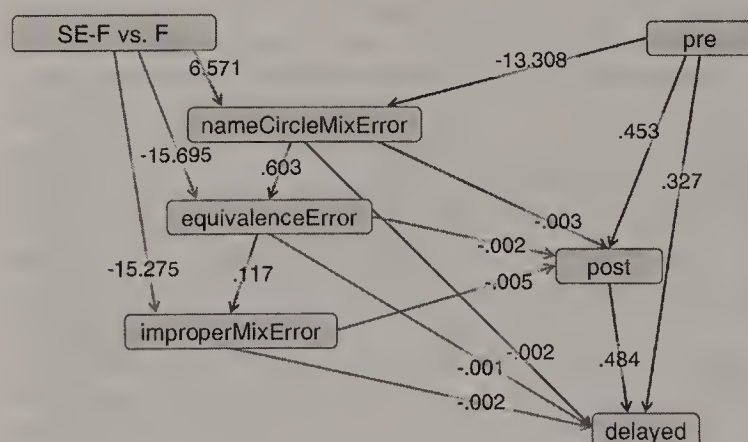 SE-F vs. F
pre
6.571
-13.308
nameCircleMixError
.453
-15.695
.603
.327
equivalenceError
-.003
-.002
post
-15.275
.117
-.005
improperMixError
-.002
.484
-.001
-.002
delayed